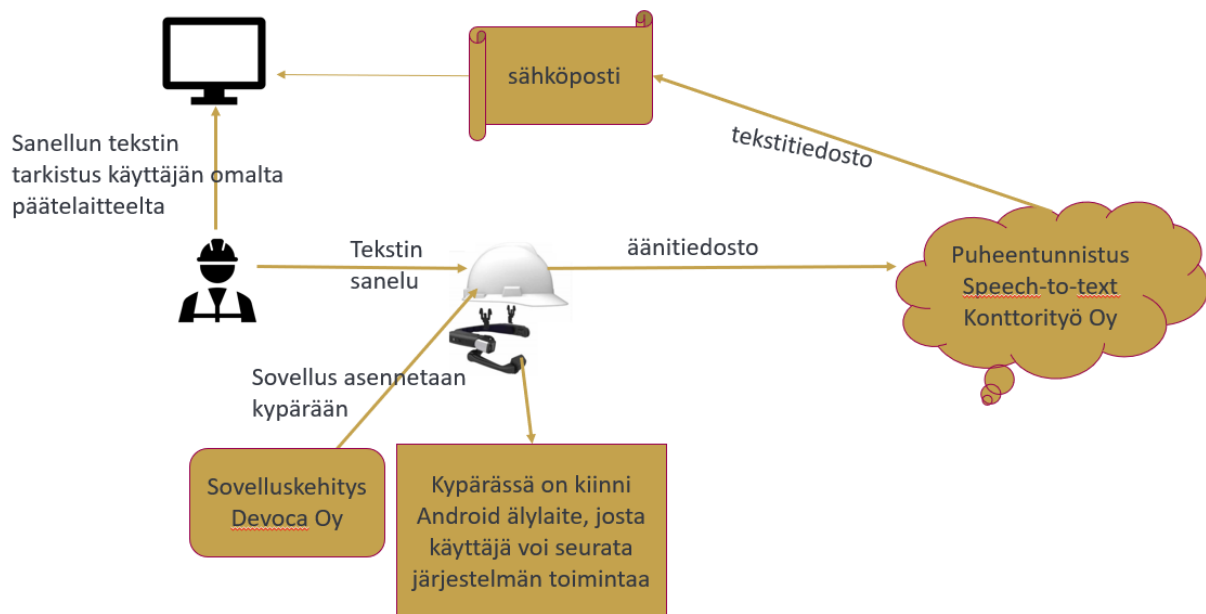 sähköposti
tekstitiedosto
Sanellun tekstin
tarkistus käyttäjän omalta
päätelaitteelta
Tekstin
sanelu
äänitiedosto
Puheentunnistus
Speech-to-text
Konttorityö Oy
Sovellus asennetaan
kypärään
Sovelluskehitys
Devoca Oy
Kypärässä on kiinni
Android älylaite, josta
käyttäjä voi seurata
järjestelmän toimintaa